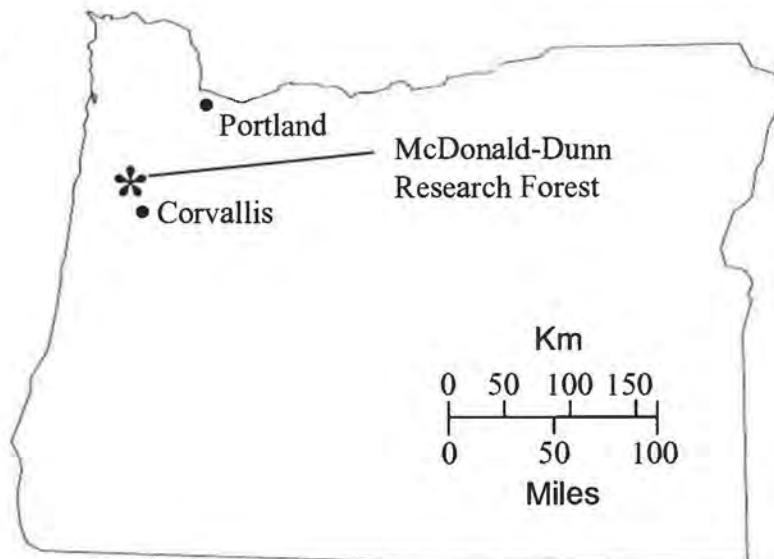 Portland
McDonald-Dunn
Research Forest
Corvallis
Km
0 50 100 150
0 50 100
Miles